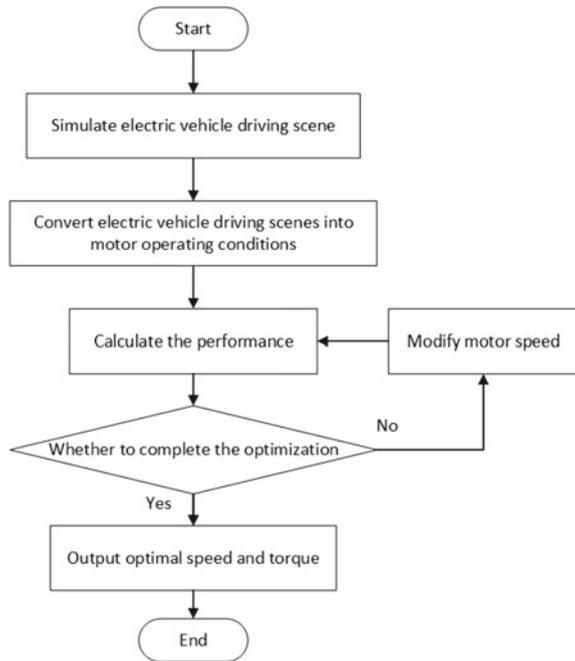 Start
Simulate electric vehicle driving scene
Convert electric vehicle driving scenes into
motor operating conditions
Calculate the performance
Modify motor speed
Whether to complete the optimization
No
Yes
Output optimal speed and torque
End